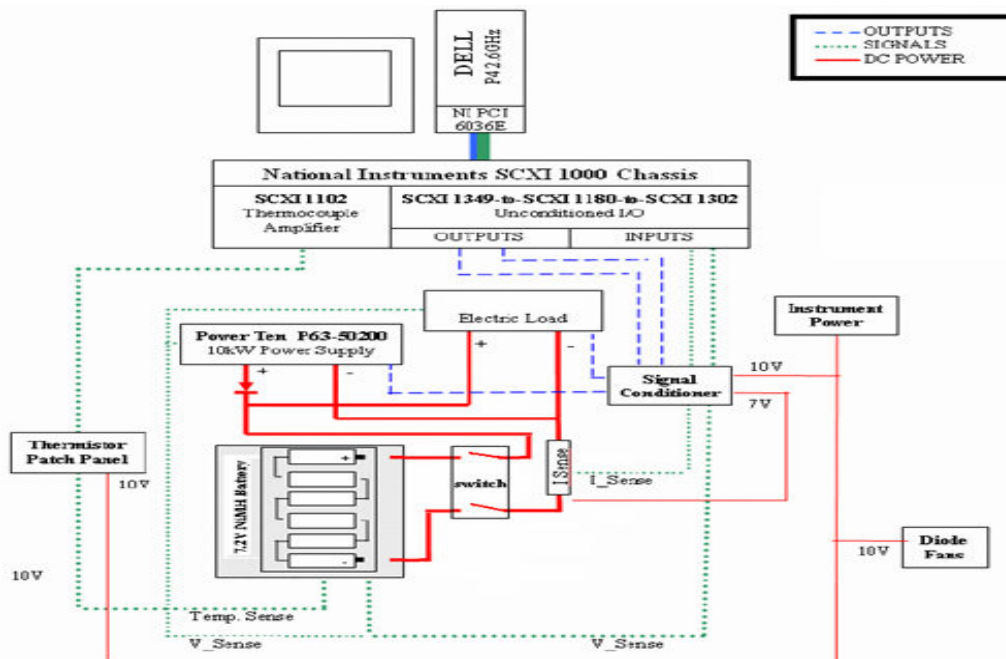 DELL
P4 2.6GHz
NI PCI
6036E
OUTPUTS
SIGNALS
DC POWER
National Instruments SCXI 1000 Chassis
SCXI 1102
Thermocouple
Amplifier
SCXI 1349-to-SCXI 1180-to-SCXI 1302
Unconditioned I/O
OUTPUTS
INPUTS
Electric Load
+
-
Power Ten P63-50200
10kW Power Supply
+
-
Instrument
Power
Signal
Conditioner
10V
7V
Thermistor
Patch Panel
10V
10V
7.2V NiMH Battery
+
-
switch
I Sense
I_Sense
10V
Diode
Fans
Temp. Sense
V_Sense
V_Sense